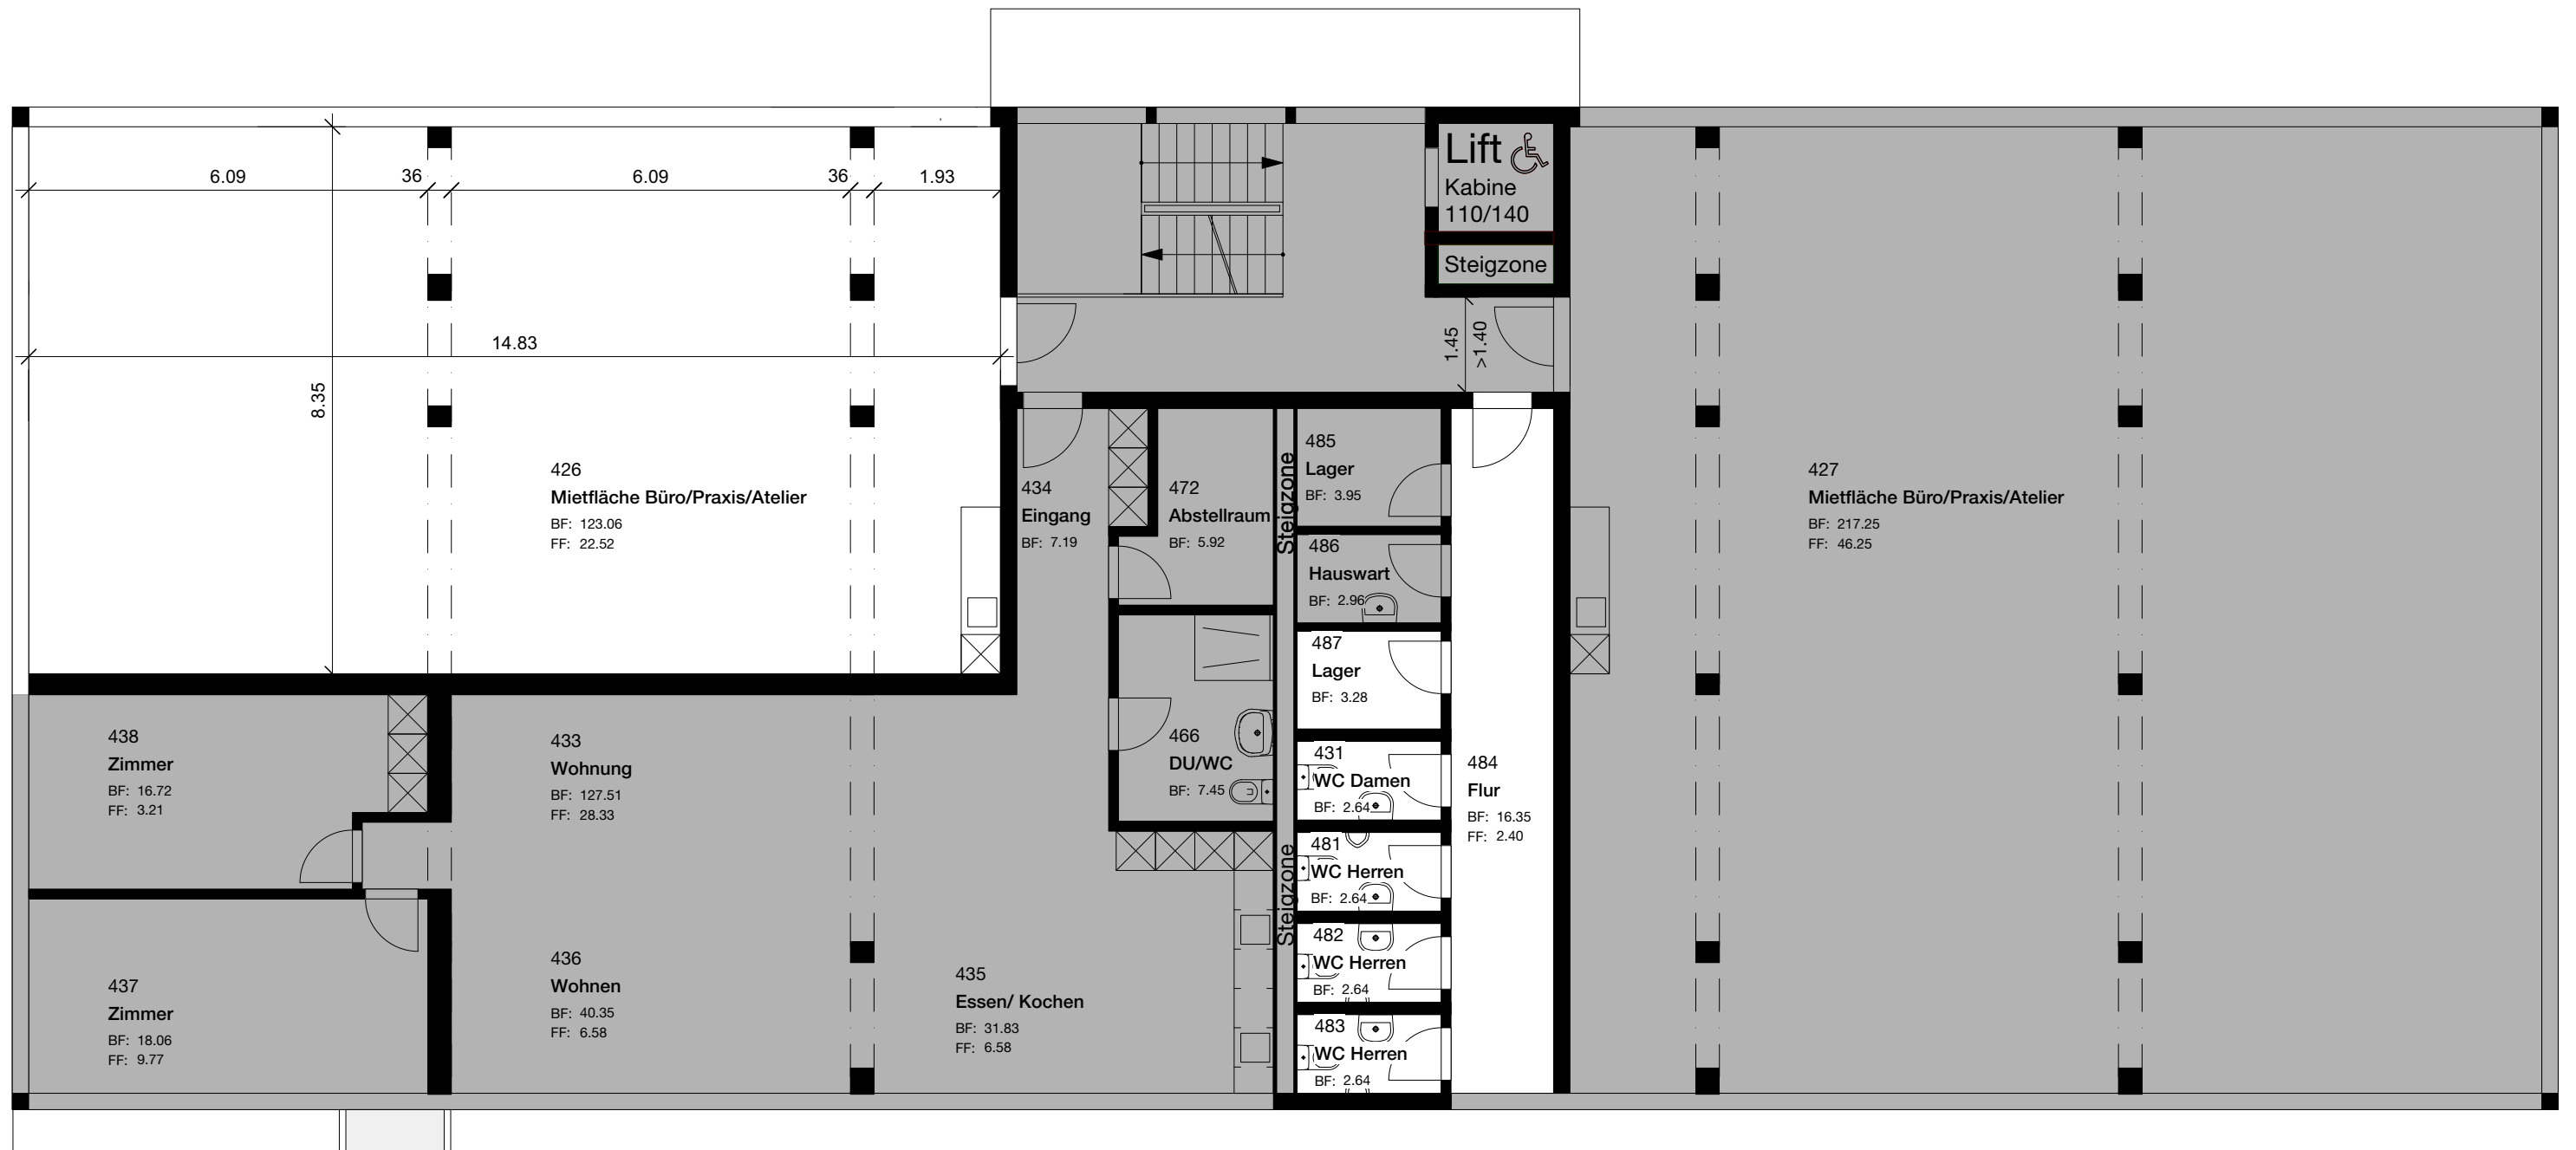 Lift
Kabine
110/140
Steigzone
6.09
36
6.09
36
1.93
14.83
8.35
1.45
>1.40
426
Mietfläche Büro/Praxis/Atelier
BF: 123.06
FF: 22.52
434
Eingang
BF: 7.19
472
Abstellraum
BF: 5.92
Steigzone
485
Lager
BF: 3.95
486
Hauswart
BF: 2.96
487
Lager
BF: 3.28
427
Mietfläche Büro/Praxis/Atelier
BF: 217.25
FF: 46.25
438
Zimmer
BF: 16.72
FF: 3.21
433
Wohnung
BF: 127.51
FF: 28.33
466
DU/WC
BF: 7.45
431
WC Damen
BF: 2.64
484
Flur
BF: 16.35
FF: 2.40
Steigzone
481
WC Herren
BF: 2.64
482
WC Herren
BF: 2.64
483
WC Herren
BF: 2.64
437
Zimmer
BF: 18.06
FF: 9.77
436
Wohnen
BF: 40.35
FF: 6.58
435
Essen/ Kochen
BF: 31.83
FF: 6.58